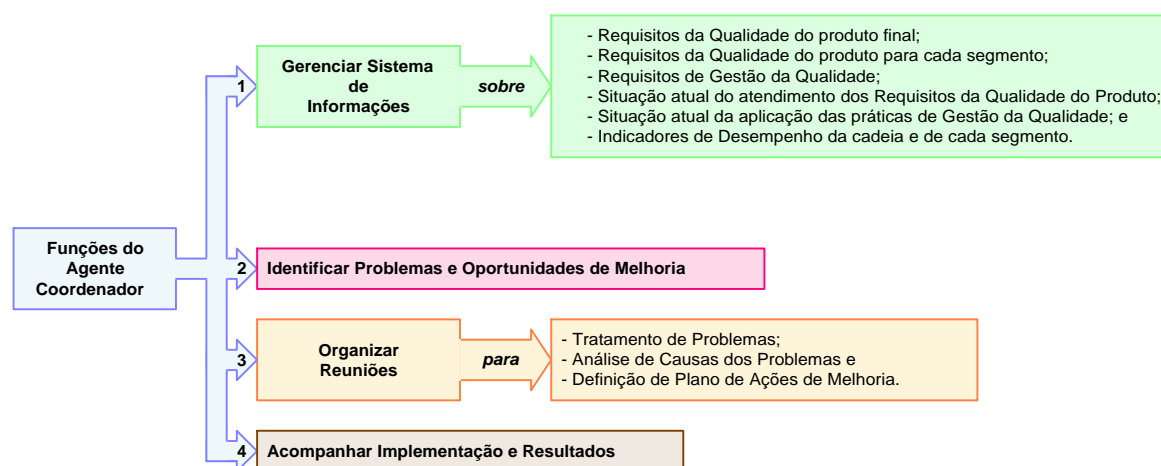 Funções do
Agente
Coordenador
1
Gerenciar Sistema
de
Informações
sobre
- Requisitos da Qualidade do produto final;
- Requisitos da Qualidade do produto para cada segmento;
- Requisitos de Gestão da Qualidade;
- Situação atual do atendimento dos Requisitos da Qualidade do Produto;
- Situação atual da aplicação das práticas de Gestão da Qualidade; e
- Indicadores de Desempenho da cadeia e de cada segmento.
2
Identificar Problemas e Oportunidades de Melhoria
3
Organizar
Reuniões
para
- Tratamento de Problemas;
- Análise de Causas dos Problemas e
- Definição de Plano de Ações de Melhoria.
4
Acompanhar Implementação e Resultados